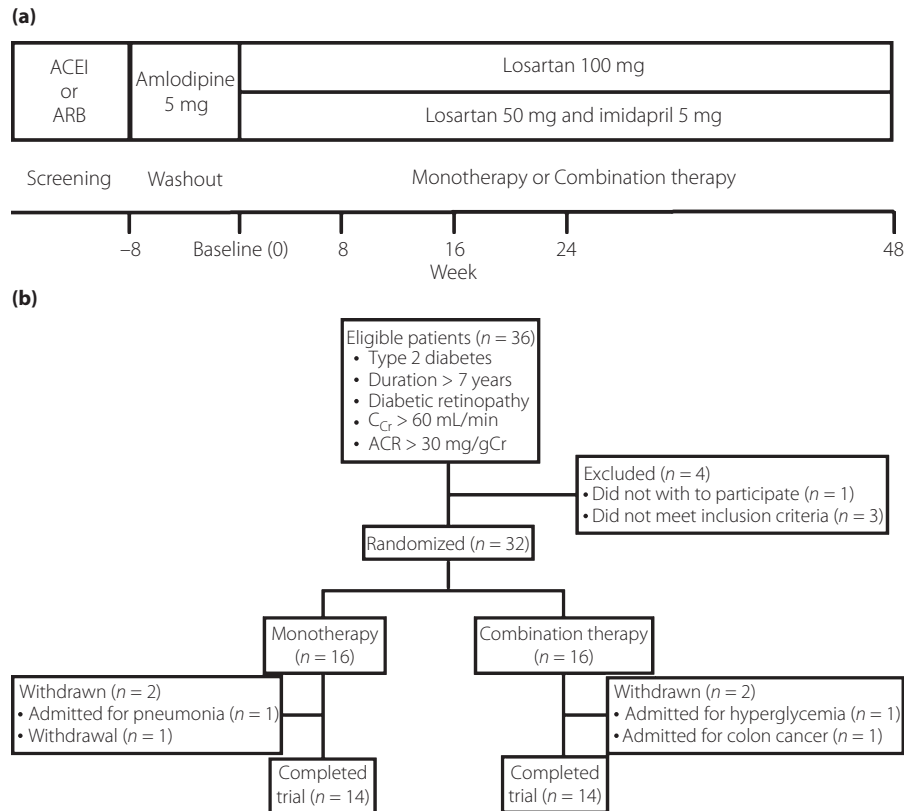 (a)
ACEI
or
ARB
Amlodipine
5 mg
Losartan 100 mg
Losartan 50 mg and imidapril 5 mg
Screening
Washout
Monotherapy or Combination therapy
–8
Baseline (0)
8
16
24
48
Week
(b)
Eligible patients (n = 36)
• Type 2 diabetes
• Duration > 7 years
• Diabetic retinopathy
• CCr > 60 mL/min
• ACR > 30 mg/gCr
Excluded (n = 4)
• Did not with to participate (n = 1)
• Did not meet inclusion criteria (n = 3)
Randomized (n = 32)
Monotherapy
(n = 16)
Combination therapy
(n = 16)
Withdrawn (n = 2)
• Admitted for pneumonia (n = 1)
• Withdrawal (n = 1)
Withdrawn (n = 2)
• Admitted for hyperglycemia (n = 1)
• Admitted for colon cancer (n = 1)
Completed
trial (n = 14)
Completed
trial (n = 14)